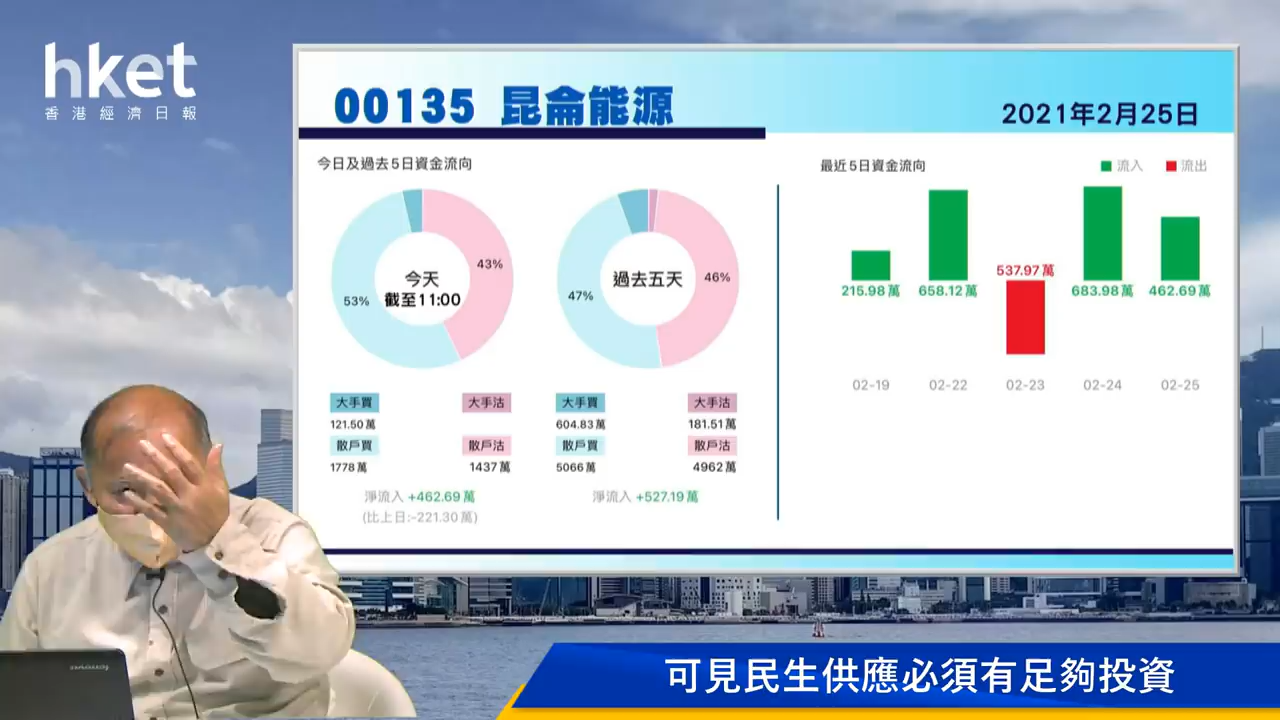 hket
香港經濟日報
00135 昆侖能源
2021年2月25日
今日及過去5日資金流向
43%
53%
今天
截至11:00
46%
47%
過去五天
大手買
大手沽
121.50萬
散戶買
散戶沽
1778萬
1437萬
淨流入 +462.69萬
(比上日:-221.30萬)
大手買
大手沽
604.83萬
181.51萬
散戶買
散戶沽
5066萬
4962萬
淨流入 +527.19萬
最近5日資金流向
流入
流出
215.98萬
658.12萬
537.97萬
683.98萬
462.69萬
02-19
02-22
02-23
02-24
02-25
可見民生供應必須有足夠投資